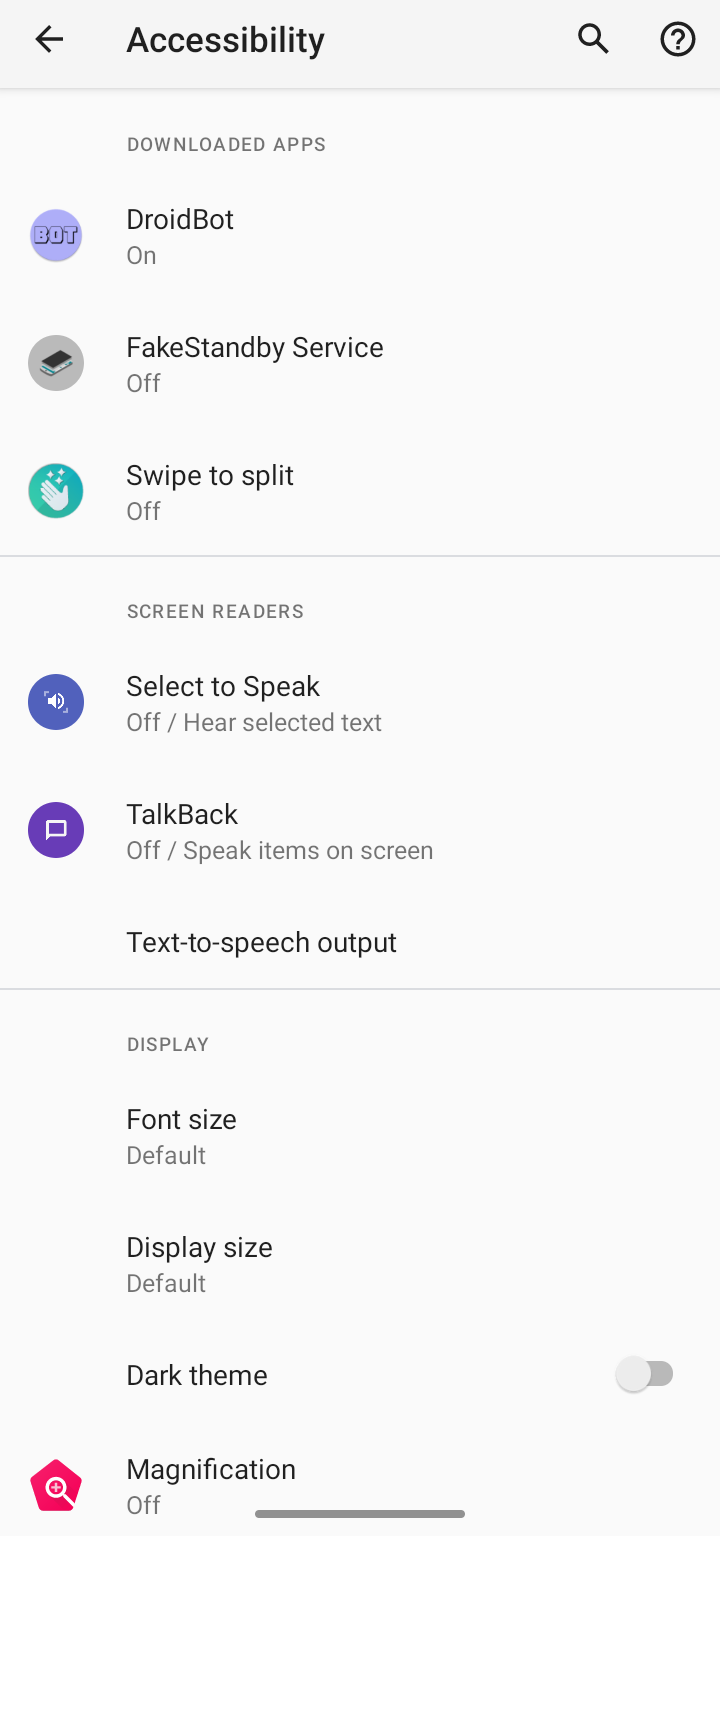 Accessibility
DOWNLOADED APPS
BOT
DroidBot
On
FakeStandby Service
Off
Swipe to split
Off
SCREEN READERS
Select to Speak
Off / Hear selected text
TalkBack
Off / Speak items on screen
Text-to-speech output
DISPLAY
Font size
Default
Display size
Default
Dark theme
Magnification
Off